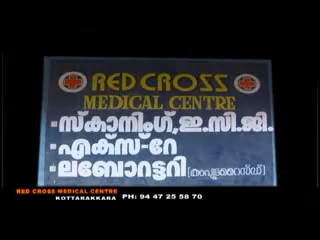 RED CROSS
MEDICAL CENTRE
സ്കാനിംഗ്,ഇ.സി.ജി.
എക്സ്-റേ
ലബോറട്ടറി (കംപ്യൂട്ടറൈസ്ഡ്)
RED CROSS MEDICAL CENTRE
KOTTARAKKARA PH: 94 47 25 58 70